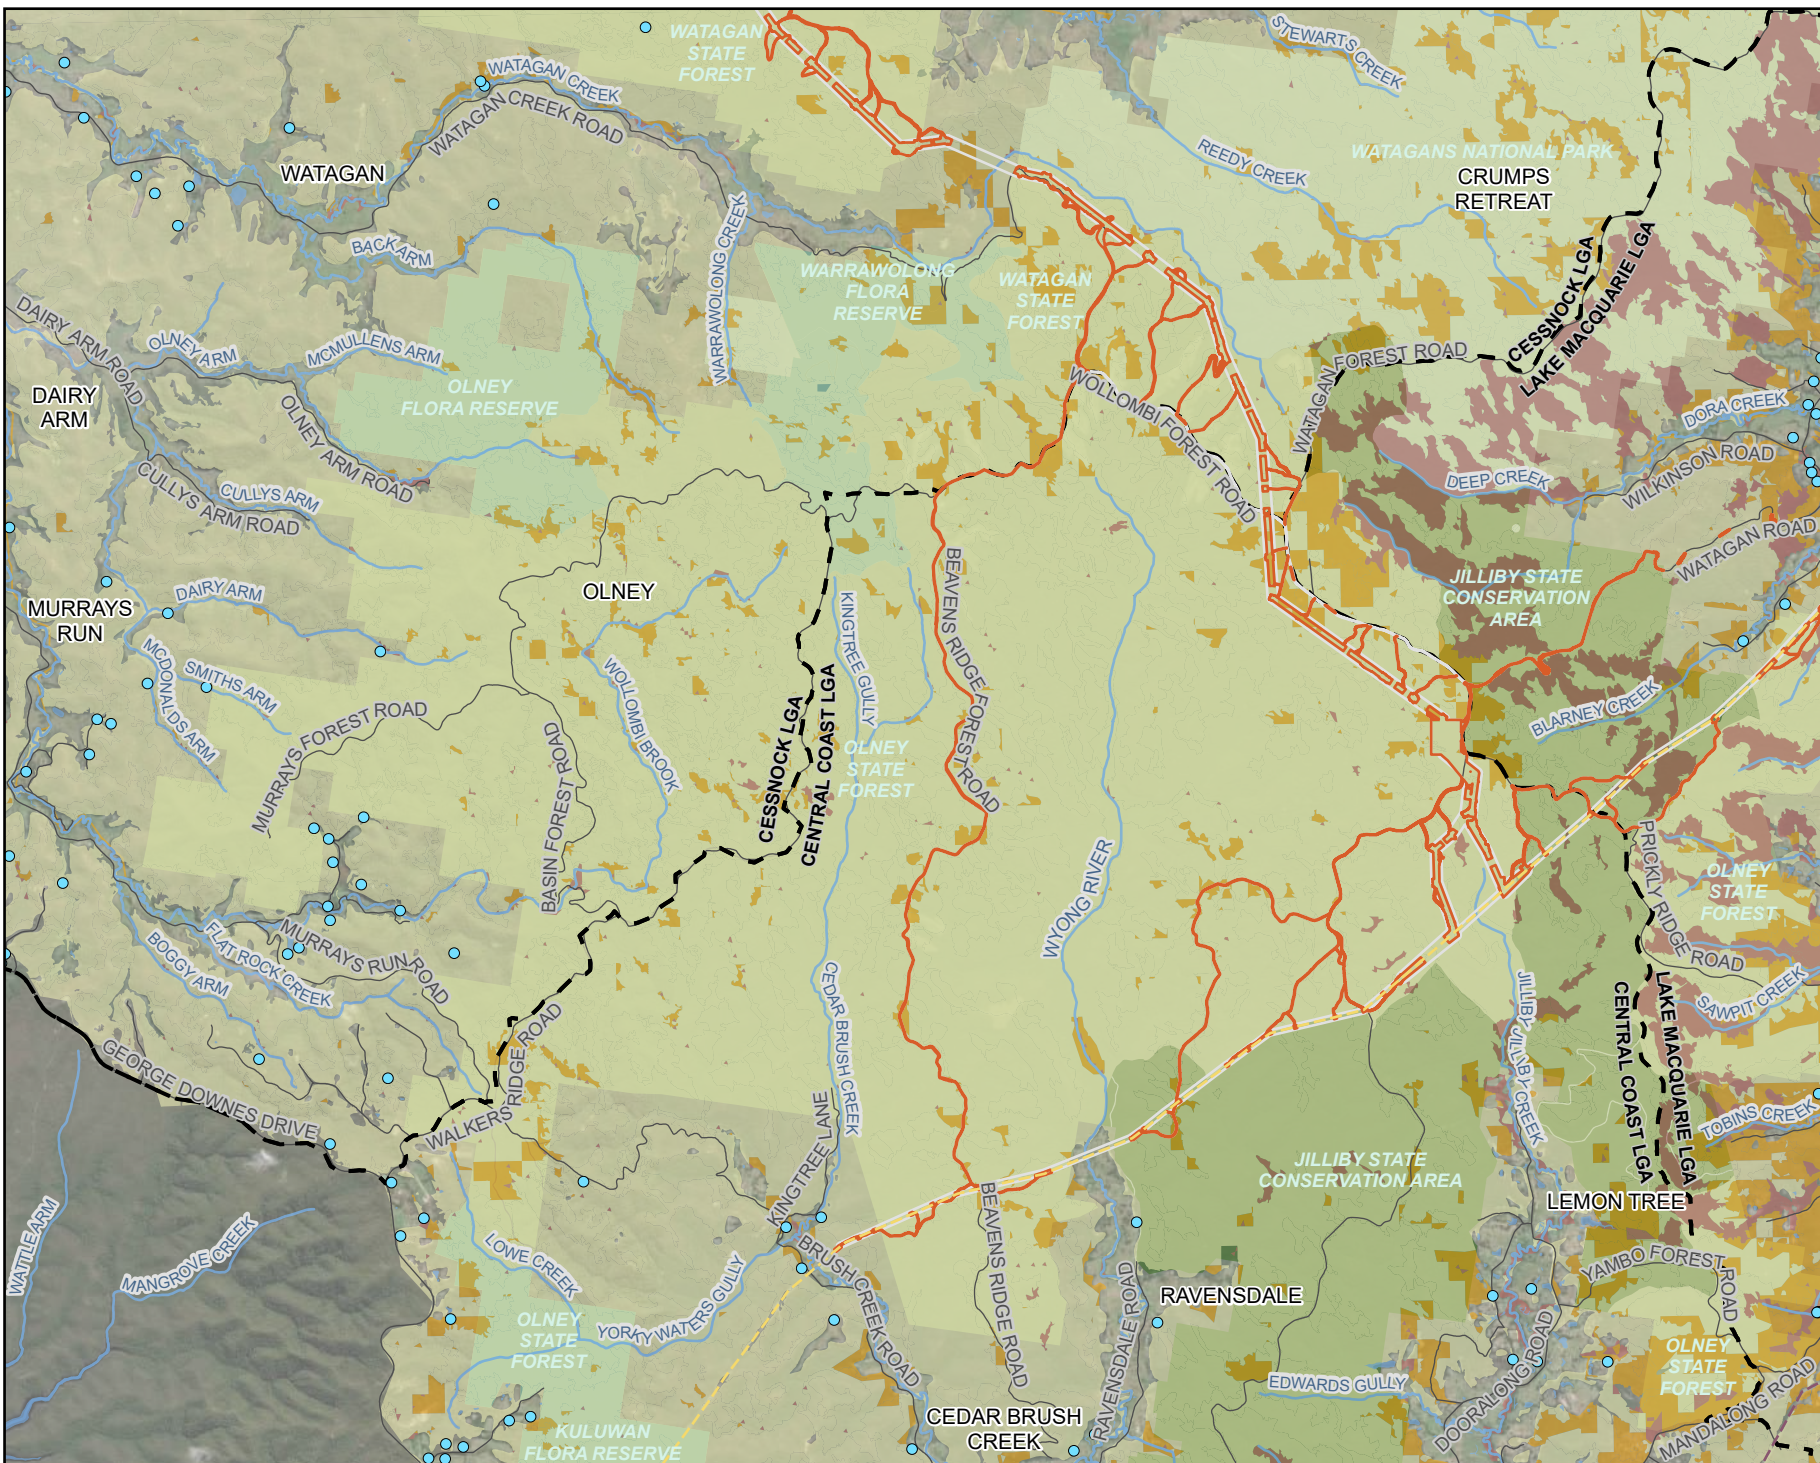 WATAGAN
STATE
FOREST
STEWARTS CREEK
WATAGAN CREEK
WATAGAN CREEK ROAD
WATAGAN
REEDY CREEK
WATAGANS NATIONAL PARK
CRUMPS
RETREAT
BACK ARM
WARRAWOLONG CREEK
WARRAWOLONG
FLORA
RESERVE
WATAGAN
STATE
FOREST
CESSNOCK LGA
LAKE MACQUARIE LGA
DAIRY ARM ROAD
OLNEY ARM
MCMULLENS ARM
OLNEY
FLORA RESERVE
WATAGAN FOREST ROAD
WOLLOMBI FOREST ROAD
DAIRY
ARM
OLNEY ARM ROAD
DORA CREEK
DEEP CREEK
WILKINSON ROAD
CULLYS ARM
CULLYS ARM ROAD
WATAGAN ROAD
DAIRY ARM
OLNEY
BEAVENS RIDGE FOREST ROAD
JILLIBY STATE
CONSERVATION
AREA
MURRAYS
RUN
KINGTREE GULLY
MCDONALDS ARM
SMITHS ARM
WOLLOMBI BROOK
CESSNOCK LGA
CENTRAL COAST LGA
BLARNEY CREEK
MURRAYS FOREST ROAD
BASIN FOREST ROAD
OLNEY
STATE
FOREST
PRICKLY RIDGE ROAD
OLNEY
STATE
FOREST
WYONG RIVER
MURRAYS RUN ROAD
FLAT ROCK CREEK
BOGGY ARM
CEDAR BRUSH CREEK
JILLIBY JILLIBY CREEK
CENTRAL COAST LGA
LAKE MACQUARIE LGA
SAWPIT CREEK
GEORGE DOWNES DRIVE
WALKERS RIDGE ROAD
TOBINS CREEK
KINGTREE LANE
JILLIBY STATE
CONSERVATION AREA
LEMON TREE
WATTLE ARM
MANGROVE CREEK
LOWE CREEK
YORKY WATERS GULLY
BRUSH CREEK ROAD
BEAVENS RIDGE ROAD
RAVENSDALE ROAD
RAVENSDALE
YAMBO FOREST ROAD
OLNEY
STATE
FOREST
EDWARDS GULLY
DOORALONG ROAD
OLNEY
STATE
FOREST
MANDALONG ROAD
KULUWAN
FLORA RESERVE
CEDAR BRUSH
CREEK